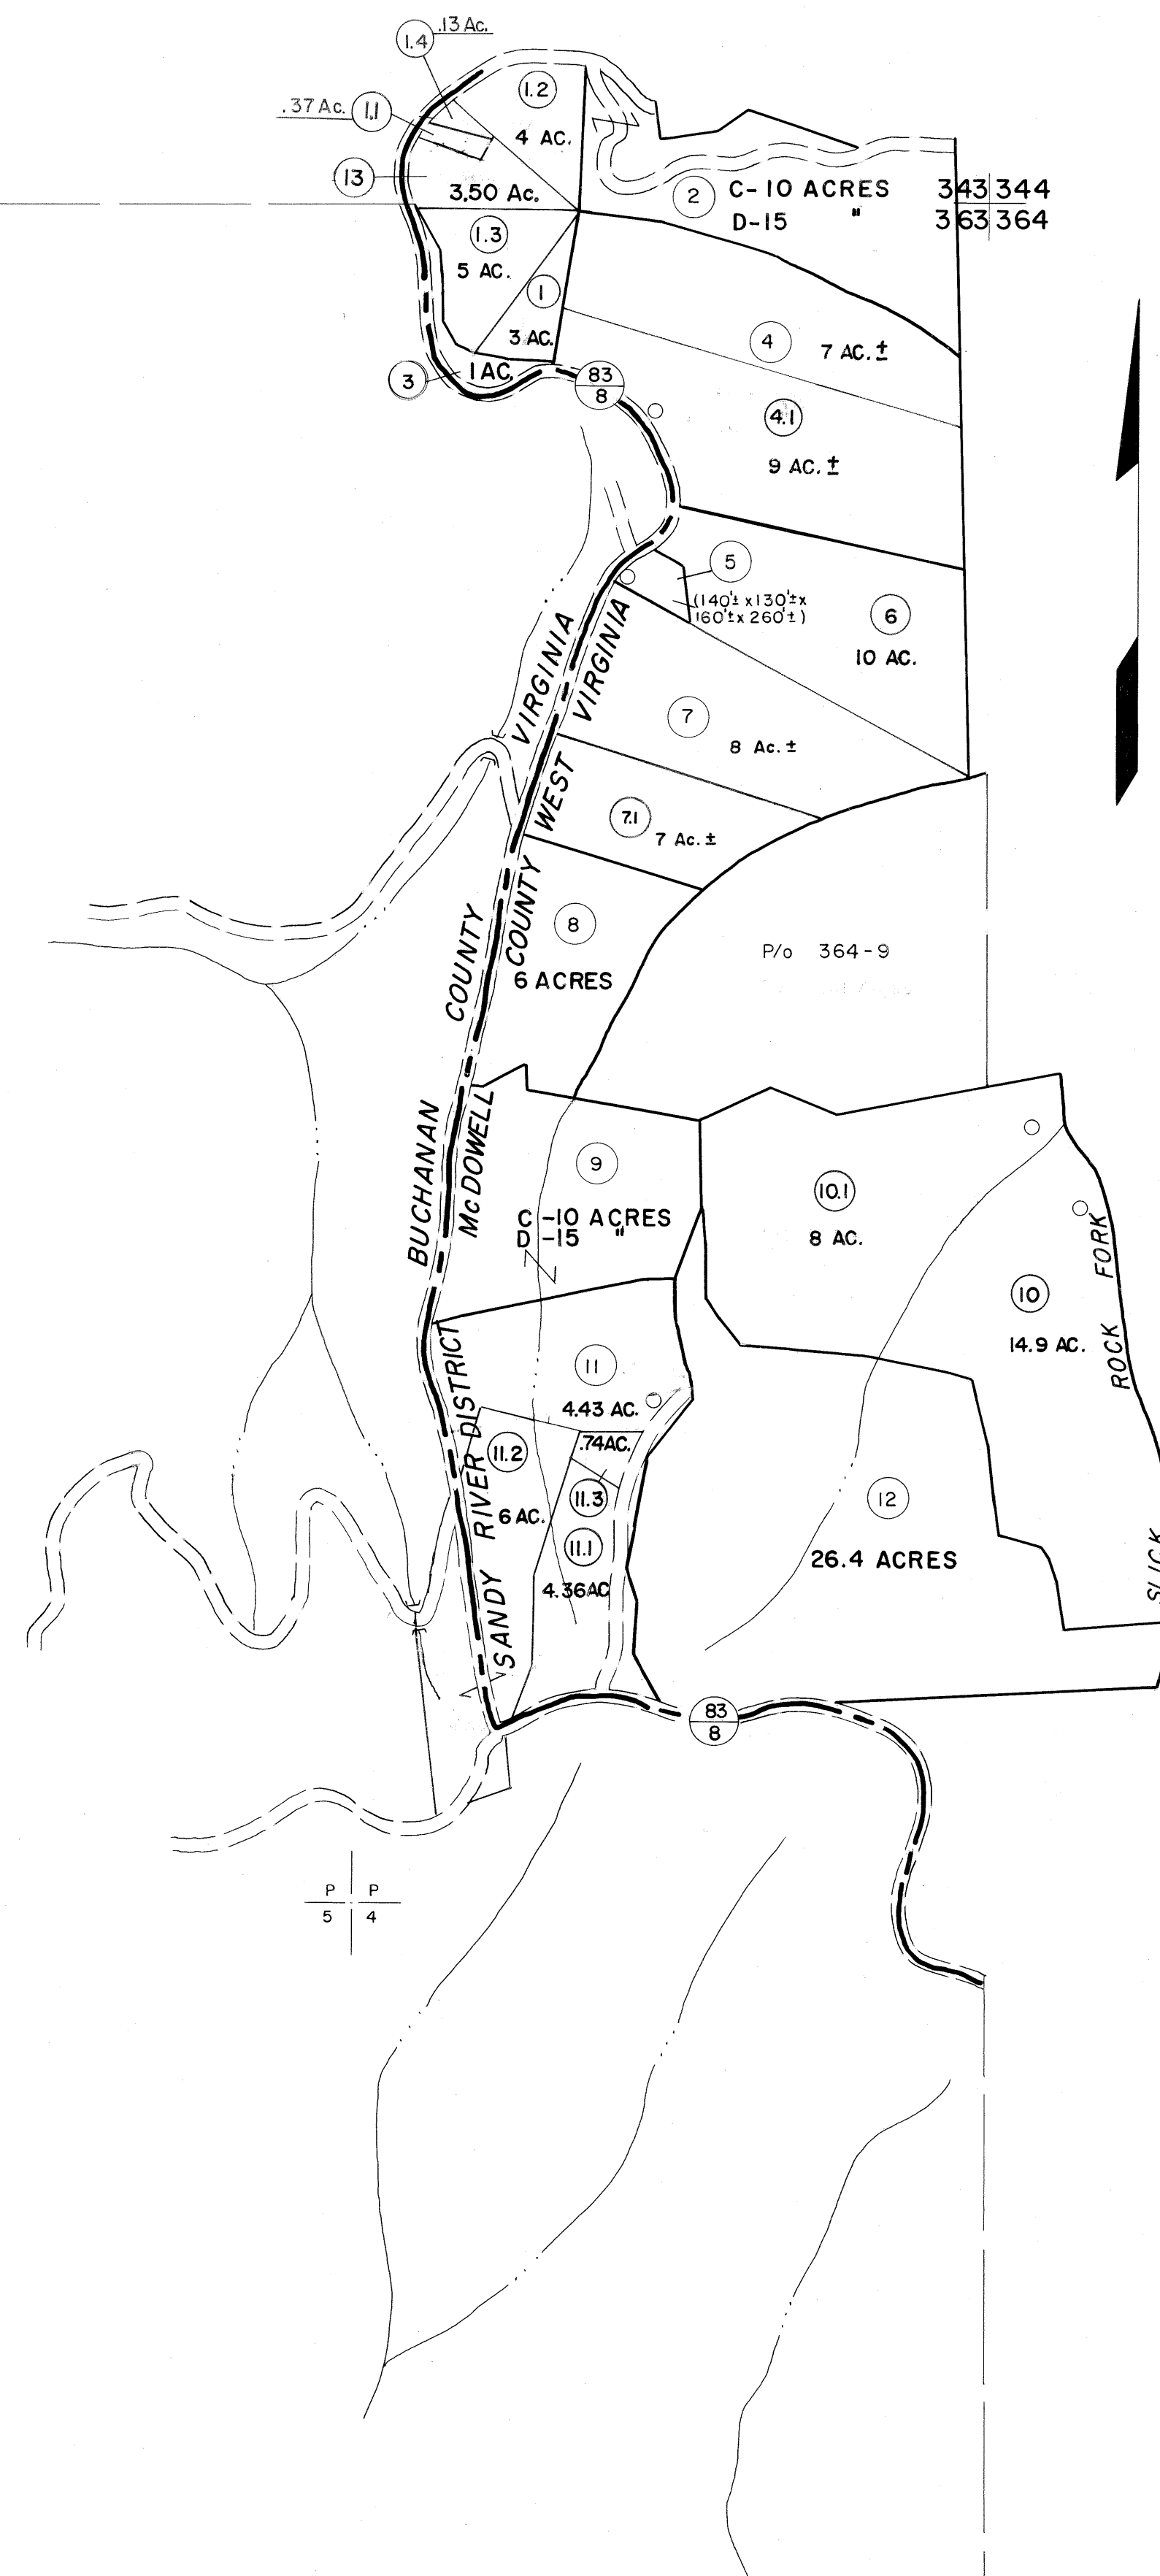 .13 Ac.
1.4
1.2
.37 Ac.
1.1
4 AC.
13
3.50 Ac.
2
C-10 ACRES
D-15 "
343 344
363 364
1.3
5 AC.
1
3 AC.
4
7 AC. ±
3
1 AC.
83
8
4.1
9 AC. ±
5
(140'± x 130'± x
160'± x 260'±)
6
10 AC.
VIRGINIA
VIRGINIA
7
8 Ac. ±
WEST
7.1
7 Ac. ±
COUNTY
COUNTY
8
6 ACRES
P/o 364-9
BUCHANAN
McDOWELL
9
C -10 ACRES
D -15 "
10.1
8 AC.
10
14.9 AC.
ROCK FORK
SANDY RIVER DISTRICT
11
4.43 AC.
.74 AC.
11.2
6 AC.
11.3
11.1
4.36 AC
12
26.4 ACRES
SLICK
83
8
P P
5 4